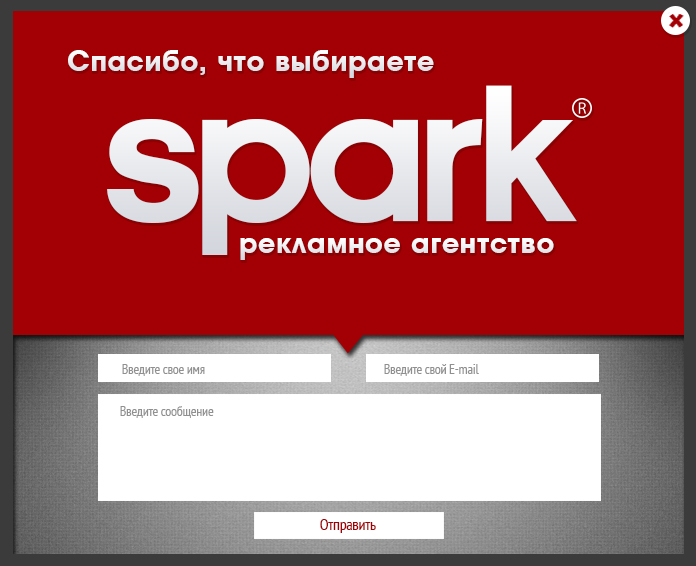 Спасибо, что выбираете
spark®
рекламное агентство
Введите свое имя
Введите свой E-mail
Введите сообщение
Отправить